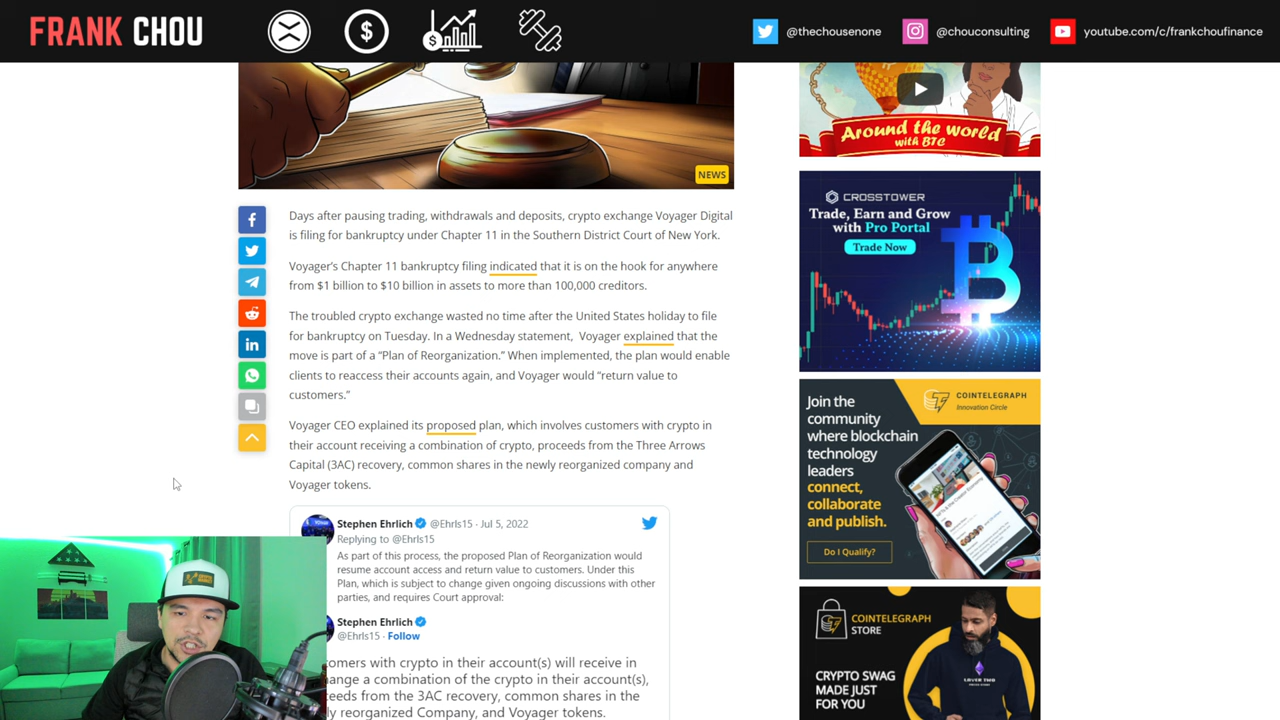 FRANK CHOU
@thechousenone
@chouconsulting
youtube.com/c/frankchoufinance
NEWS
Days after pausing trading, withdrawals and deposits, crypto exchange Voyager Digital
is filing for bankruptcy under Chapter 11 in the Southern District Court of New York.
Voyager's Chapter 11 bankruptcy filing indicated that it is on the hook for anywhere
from $1 billion to $10 billion in assets to more than 100,000 creditors.
The troubled crypto exchange wasted no time after the United States holiday to file
for bankruptcy on Tuesday. In a Wednesday statement, Voyager explained that the
move is part of a “Plan of Reorganization.” When implemented, the plan would enable
clients to reaccess their accounts again, and Voyager would “return value to
customers.”
Voyager CEO explained its proposed plan, which involves customers with crypto in
their account receiving a combination of crypto, proceeds from the Three Arrows
Capital (3AC) recovery, common shares in the newly reorganized company and
Voyager tokens.
Stephen Ehrlich @Ehrls15 · Jul 5, 2022
Replying to @Ehrls15
As part of this process, the proposed Plan of Reorganization would
resume account access and return value to customers. Under this
Plan, which is subject to change given ongoing discussions with other
parties, and requires Court approval:
Stephen Ehrlich
@Ehrls15 · Follow
omers with crypto in their account(s) will receive in
ange a combination of the crypto in their account(s),
eeds from the 3AC recovery, common shares in the
ly reorganized Company, and Voyager tokens.
Around the world
with BTC
CROSSTOWER
Trade, Earn and Grow
with Pro Portal
Trade Now
COINTELEGRAPH
Innovation Circle
Join the
community
where blockchain
technology
leaders
connect,
collaborate
and publish.
Do I Qualify?
COINTELEGRAPH
STORE
CRYPTO SWAG
MADE JUST
FOR YOU